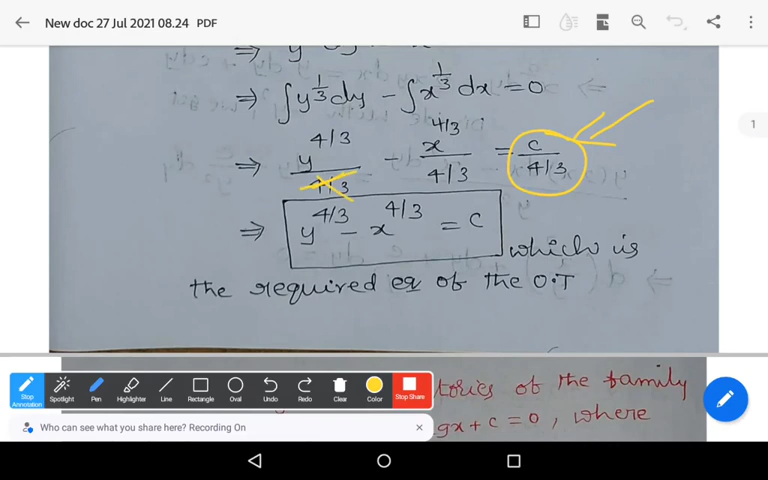 New doc 27 Jul 2021 08.24 PDF
⇒ ∫y^{1/3} dy - ∫x^{1/3} dx = 0
⇒ y^{4/3}/4/3 - x^{4/3}/4/3 = c/4/3
⇒ y^{4/3} - x^{4/3} = c which is
the required eq of the O.T
1
tories of the family
gx + c = 0, where
Stop Annotation Spotlight Pen Highlighter Line Rectangle Oval Undo Redo Clear Color Stop Share
Who can see what you share here? Recording On